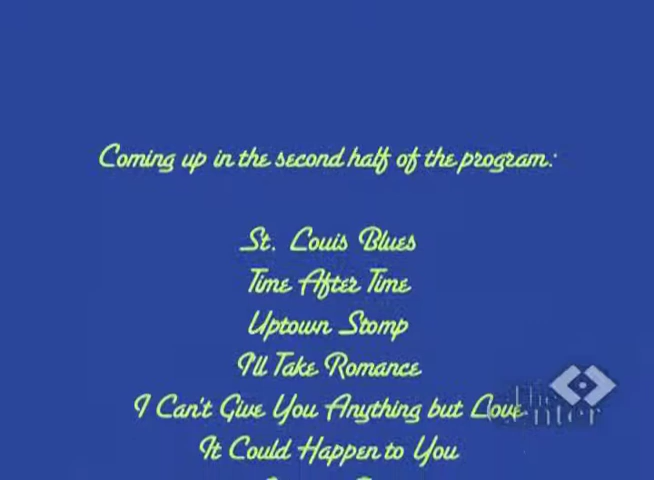 Coming up in the second half of the program:
St. Louis Blues
Time After Time
Uptown Stomp
I'll Take Romance
I Can't Give You Anything but Love
It Could Happen to You
The